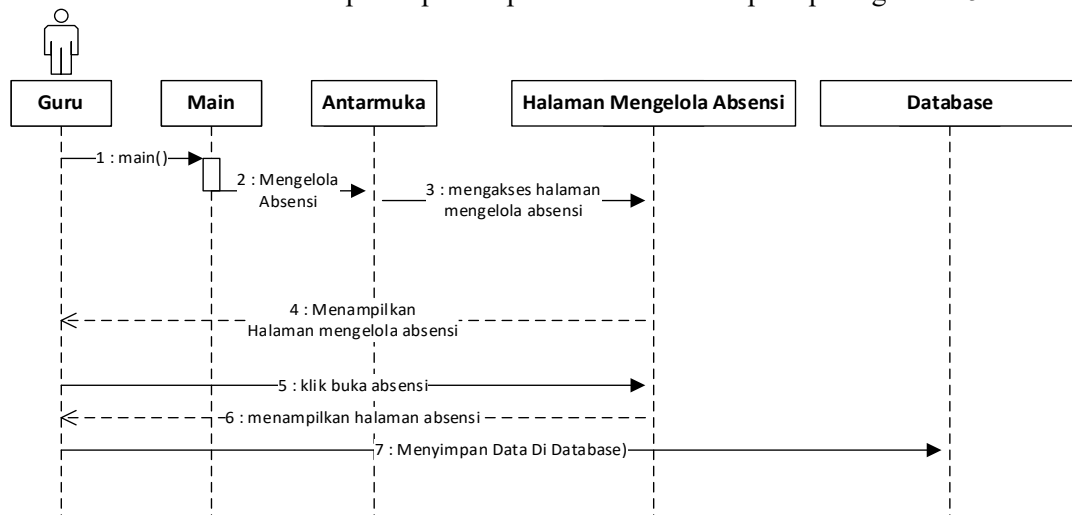 Guru
Main
Antarmuka
Halaman Mengelola Absensi
Database
1 : main()
2 : Mengelola
Absensi
3 : mengakses halaman
mengelola absensi
4 : Menampilkan
Halaman mengelola absensi
5 : klik buka absensi
6 : menampilkan halaman absensi
7 : Menyimpan Data Di Database)